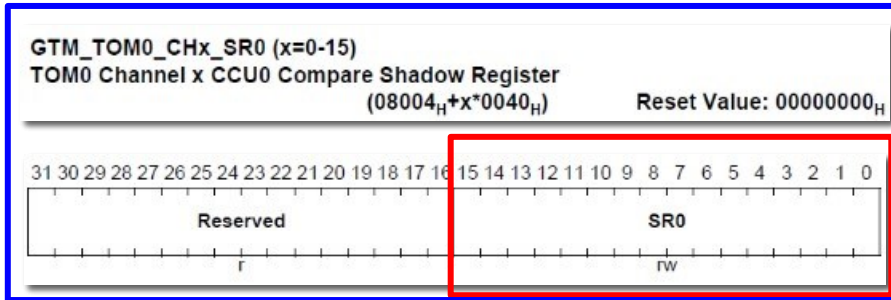 GTM_TOM0_CHx_SR0 (x=0-15)
TOM0 Channel x CCU0 Compare Shadow Register
(08004H+x*0040H) Reset Value: 00000000H
31 30 29 28 27 26 25 24 23 22 21 20 19 18 17 16 15 14 13 12 11 10 9 8 7 6 5 4 3 2 1 0
Reserved SR0
r rw